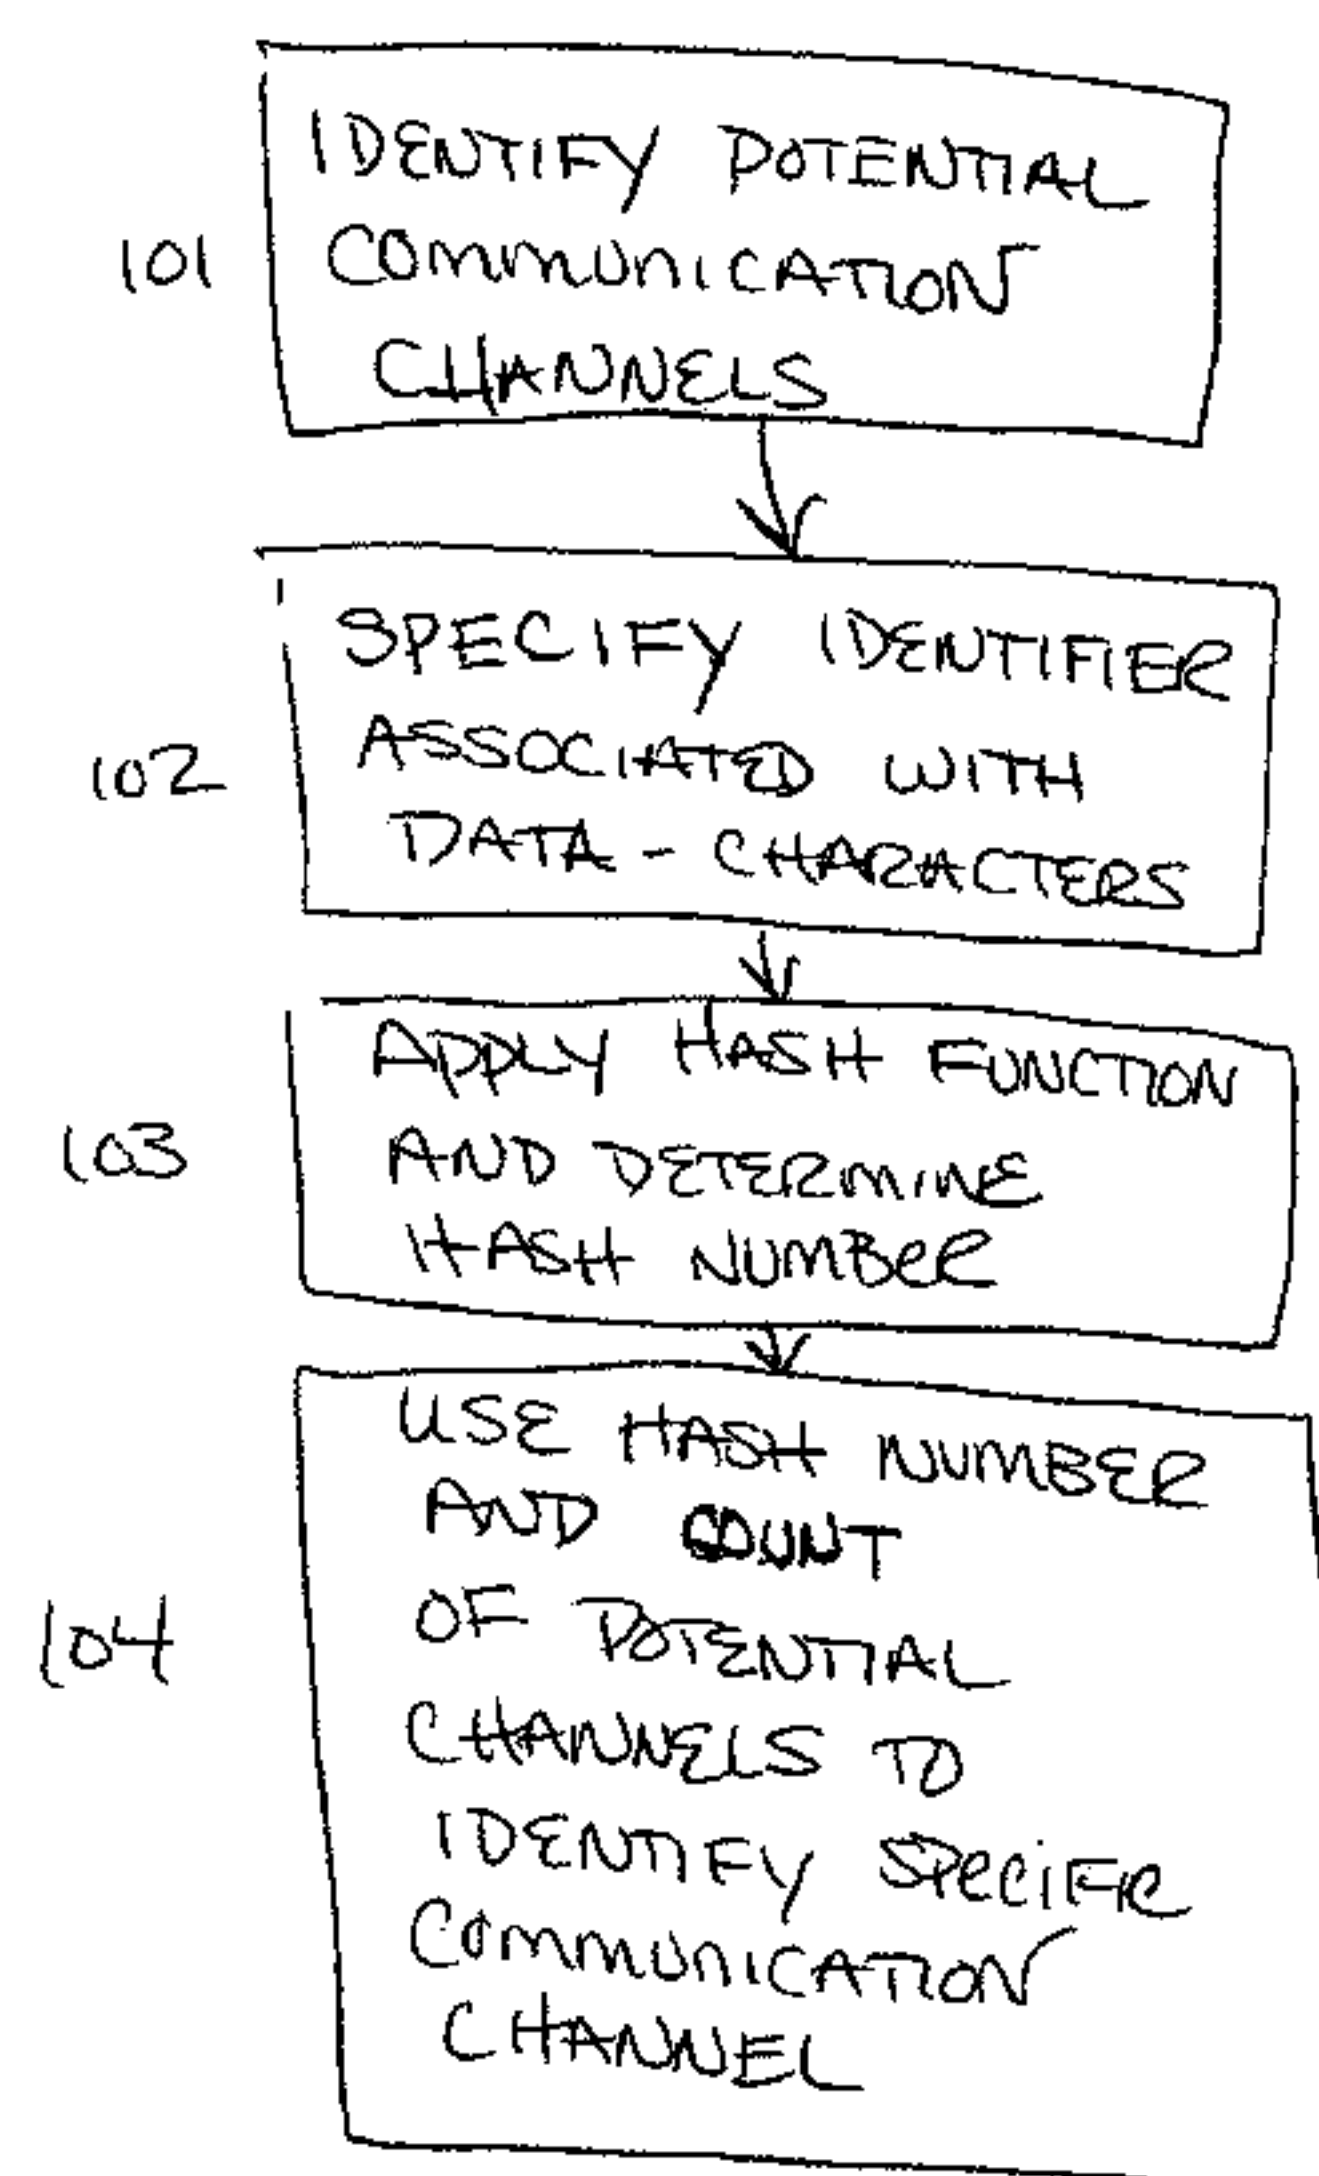 IDENTIFY POTENTIAL
101 COMMUNICATION
CHANNELS
SPECIFY IDENTIFIER
102 ASSOCIATED WITH
DATA - CHARACTERS
APPLY HASH FUNCTION
103 AND DETERMINE
HASH NUMBER
USE HASH NUMBER
AND COUNT
104 OF POTENTIAL
CHANNELS TO
IDENTIFY SPECIFIC
COMMUNICATION
CHANNEL